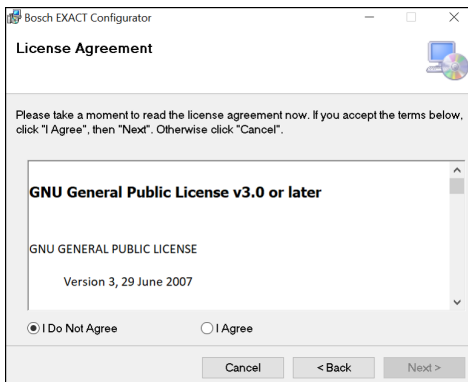 Bosch EXACT Configurator
License Agreement
Please take a moment to read the license agreement now. If you accept the terms below,
click "I Agree", then "Next". Otherwise click "Cancel".
GNU General Public License v3.0 or later
GNU GENERAL PUBLIC LICENSE
Version 3, 29 June 2007
I Do Not Agree
I Agree
Cancel
< Back
Next >